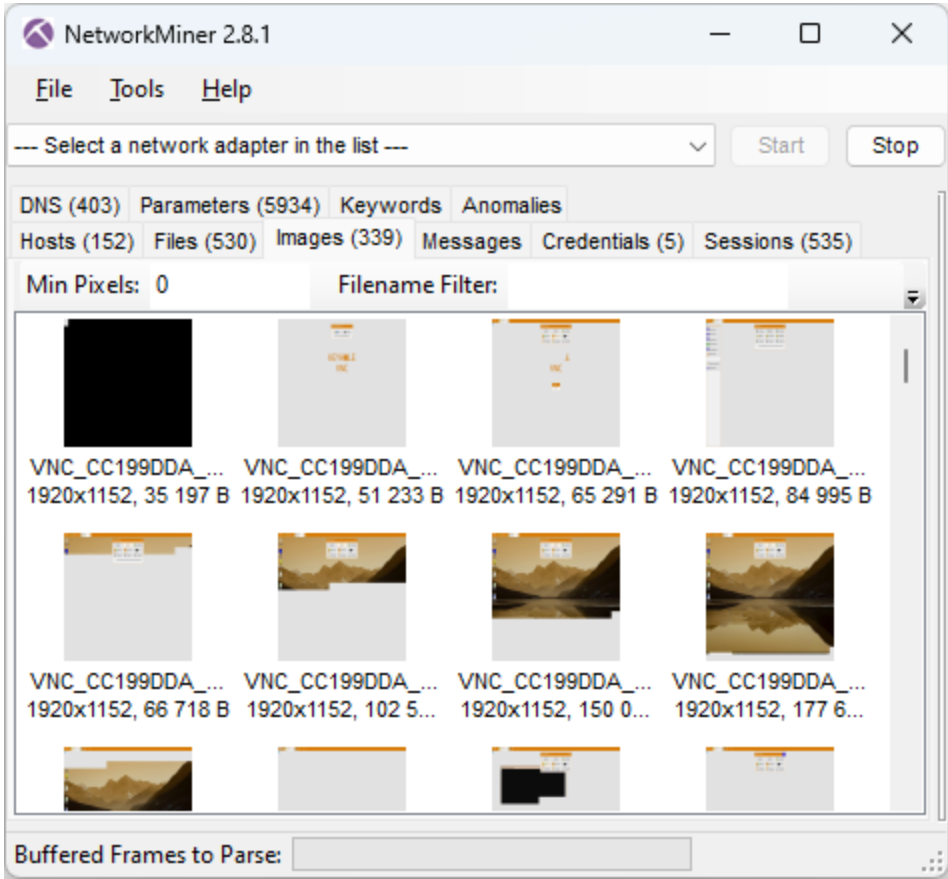 NetworkMiner 2.8.1
File Tools Help
--- Select a network adapter in the list ---
Start
Stop
DNS (403) Parameters (5934) Keywords Anomalies
Hosts (152) Files (530) Images (339) Messages Credentials (5) Sessions (535)
Min Pixels: 0 Filename Filter:
VNC_CC199DDA_... VNC_CC199DDA_... VNC_CC199DDA_... VNC_CC199DDA_...
1920x1152, 35 197 B 1920x1152, 51 233 B 1920x1152, 65 291 B 1920x1152, 84 995 B
VNC_CC199DDA_... VNC_CC199DDA_... VNC_CC199DDA_... VNC_CC199DDA_...
1920x1152, 66 718 B 1920x1152, 102 5... 1920x1152, 150 0... 1920x1152, 177 6...
Buffered Frames to Parse: